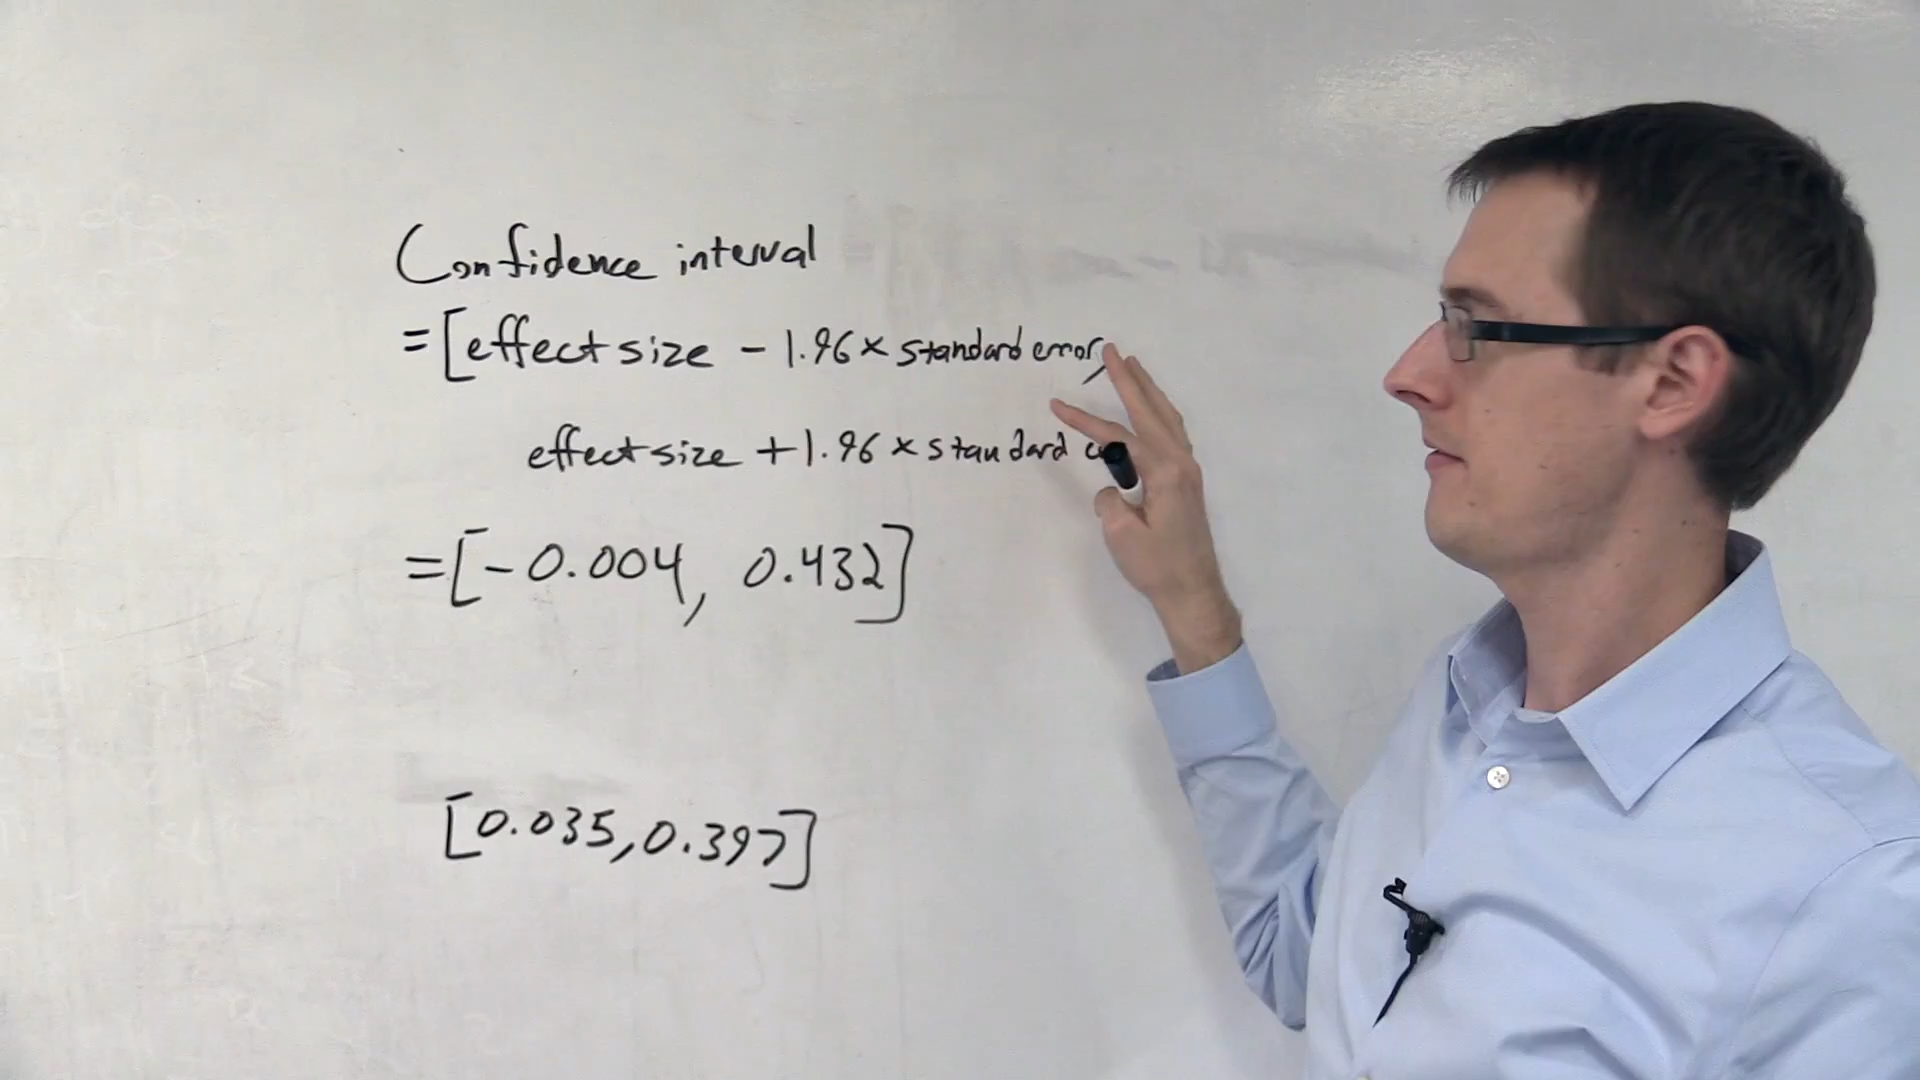 Confidence interval
= [effect size - 1.96 × standard error,
effect size + 1.96 × standard
= [-0.004, 0.432]
[0.035, 0.397]